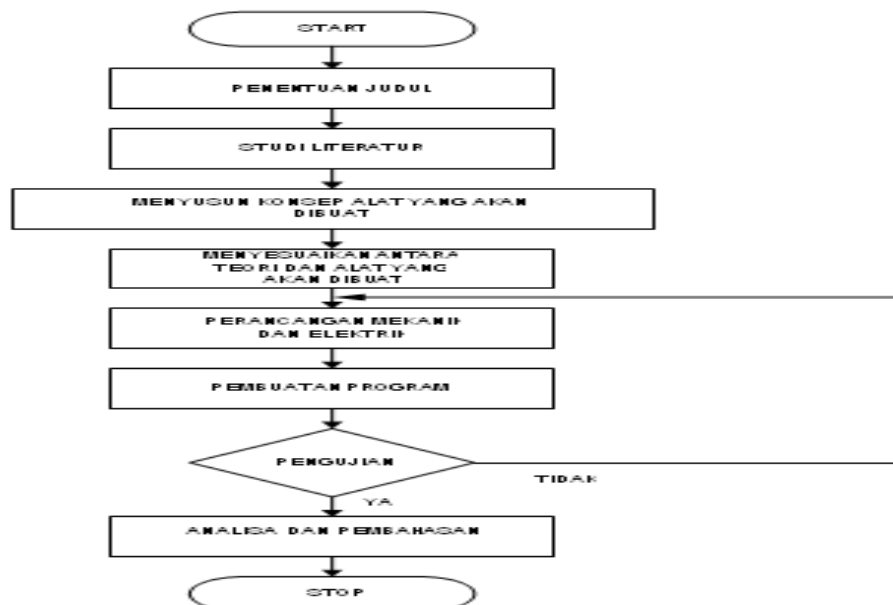 START
PENENTUAN JUDUL
STUDI LITERATUR
MENYUSUN KONSEP ALAT YANG AKAN
DIBUAT
MENYESUAIKAN ANTARA
TEORI DAN ALAT YANG
AKAN DIBUAT
PERANCANGAN MEKANIK
DAN ELEKTRIK
PEMBUATAN PROGRAM
PENGUJIAN
TIDAK
YA
ANALISA DAN PEMBAHASAN
STOP